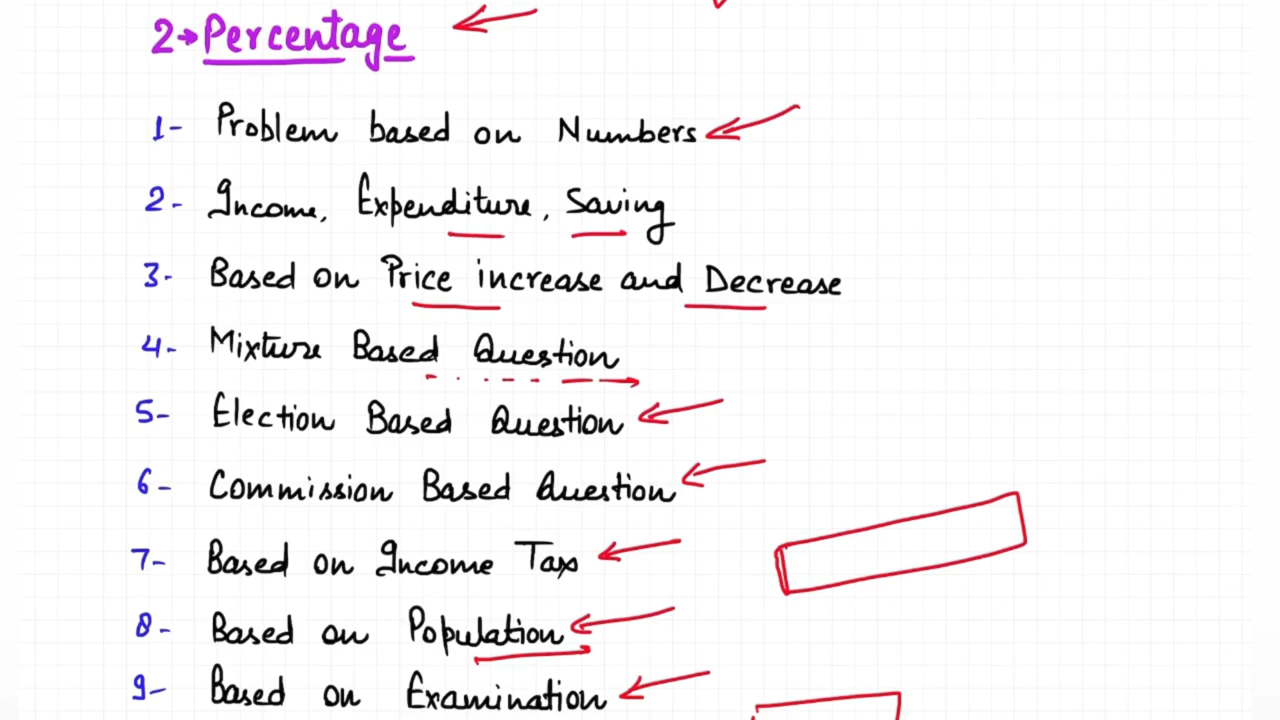 2→Percentage
1- Problem based on Numbers
2- Income, Expenditure, Saving
3- Based on Price increase and Decrease
4- Mixture Based Question
5- Election Based Question
6- Commission Based Question
7- Based on Income Tax
8- Based on Population
9- Based on Examination